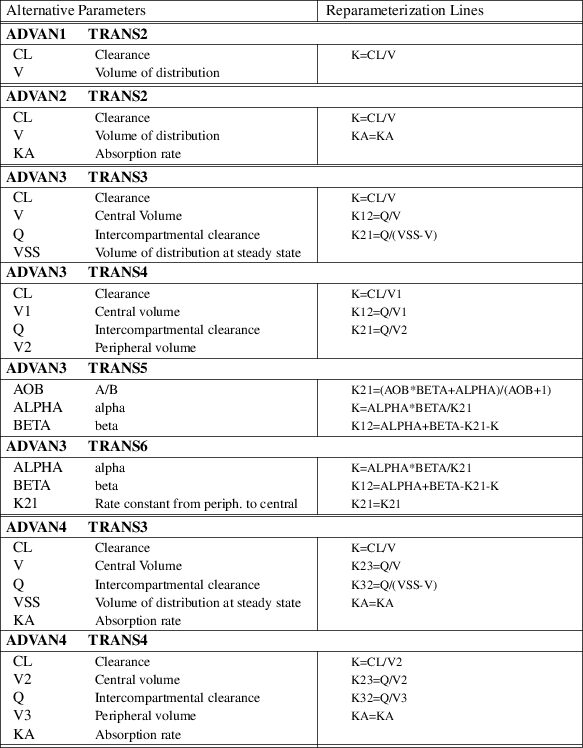 Alternative Parameters Reparameterization Lines
ADVAN1 TRANS2
CL Clearance K=CL/V
V Volume of distribution
ADVAN2 TRANS2
CL Clearance K=CL/V
V Volume of distribution KA=KA
KA Absorption rate
ADVAN3 TRANS3
CL Clearance K=CL/V
V Central Volume K12=Q/V
Q Intercompartmental clearance K21=Q/(VSS-V)
VSS Volume of distribution at steady state
ADVAN3 TRANS4
CL Clearance K=CL/V1
V1 Central volume K12=Q/V1
Q Intercompartmental clearance K21=Q/V2
V2 Peripheral volume
ADVAN3 TRANS5
AOB A/B K21=(AOB*BETA+ALPHA)/(AOB+1)
ALPHA alpha K=ALPHA*BETA/K21
BETA beta K12=ALPHA+BETA-K21-K
ADVAN3 TRANS6
ALPHA alpha K=ALPHA*BETA/K21
BETA beta K12=ALPHA+BETA-K21-K
K21 Rate constant from periph. to central K21=K21
ADVAN4 TRANS3
CL Clearance K=CL/V
V Central Volume K23=Q/V
Q Intercompartmental clearance K32=Q/(VSS-V)
VSS Volume of distribution at steady state KA=KA
KA Absorption rate
ADVAN4 TRANS4
CL Clearance K=CL/V2
V2 Central volume K23=Q/V2
Q Intercompartmental clearance K32=Q/V3
V3 Peripheral volume KA=KA
KA Absorption rate